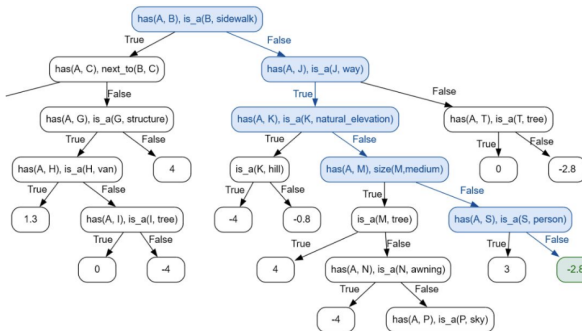 has(A, B), is_a(B, sidewalk)
True
False
has(A, C), next_to(B, C)
has(A, J), is_a(J, way)
False
True
False
has(A, G), is_a(G, structure)
has(A, K), is_a(K, natural_elevation)
has(A, T), is_a(T, tree)
True
False
True
False
True
False
has(A, H), is_a(H, van)
4
is_a(K, hill)
has(A, M), size(M,medium)
0
-2.8
True
False
True
False
True
False
1.3
has(A, I), is_a(I, tree)
-4
-0.8
is_a(M, tree)
has(A, S), is_a(S, person)
True
False
True
False
True
False
0
-4
4
has(A, N), is_a(N, awning)
3
-2.8
True
False
-4
has(A, P), is_a(P, sky)